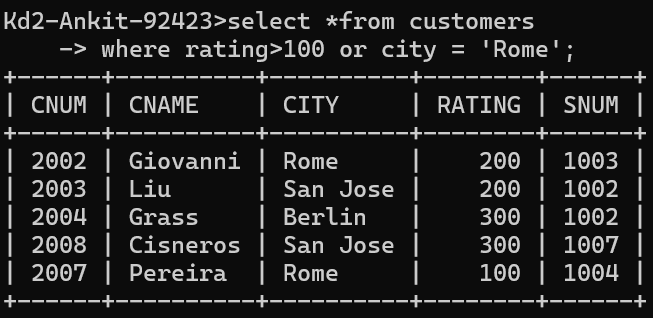 Kd2-Ankit-92423>select *from customers
    -> where rating>100 or city = 'Rome';
+------+----------+----------+--------+------+
| CNUM | CNAME    | CITY     | RATING | SNUM |
+------+----------+----------+--------+------+
| 2002 | Giovanni | Rome     |    200 | 1003 |
| 2003 | Liu      | San Jose |    200 | 1002 |
| 2004 | Grass    | Berlin   |    300 | 1002 |
| 2008 | Cisneros | San Jose |    300 | 1007 |
| 2007 | Pereira  | Rome     |    100 | 1004 |
+------+----------+----------+--------+------+